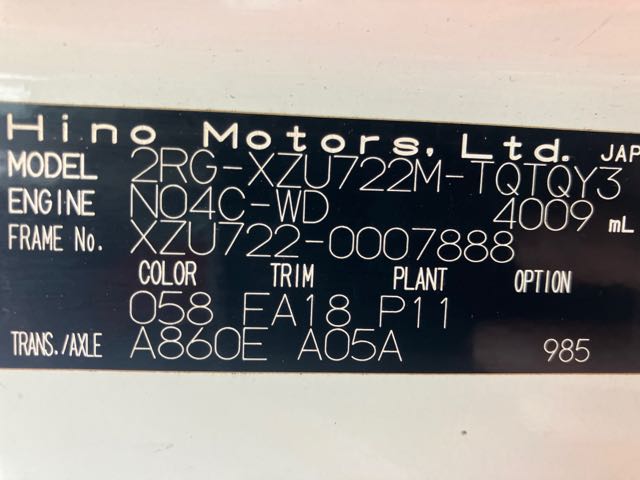 Hino Motors, Ltd. JAP
MODEL 2RG-XZU722M-TQTQY3
ENGINE N04C-WD 4009 mL
FRAME No. XZU722-0007888
COLOR TRIM PLANT OPTION
058 FA18 P11
TRANS./AXLE A860E A05A 985